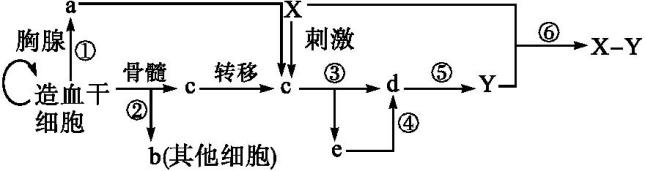 a X
胸腺 ① 刺激 ⑥ X-Y
造血干 骨髓 c 转移 c ③ d ⑤ Y
细胞 ② ④
b(其他细胞) e